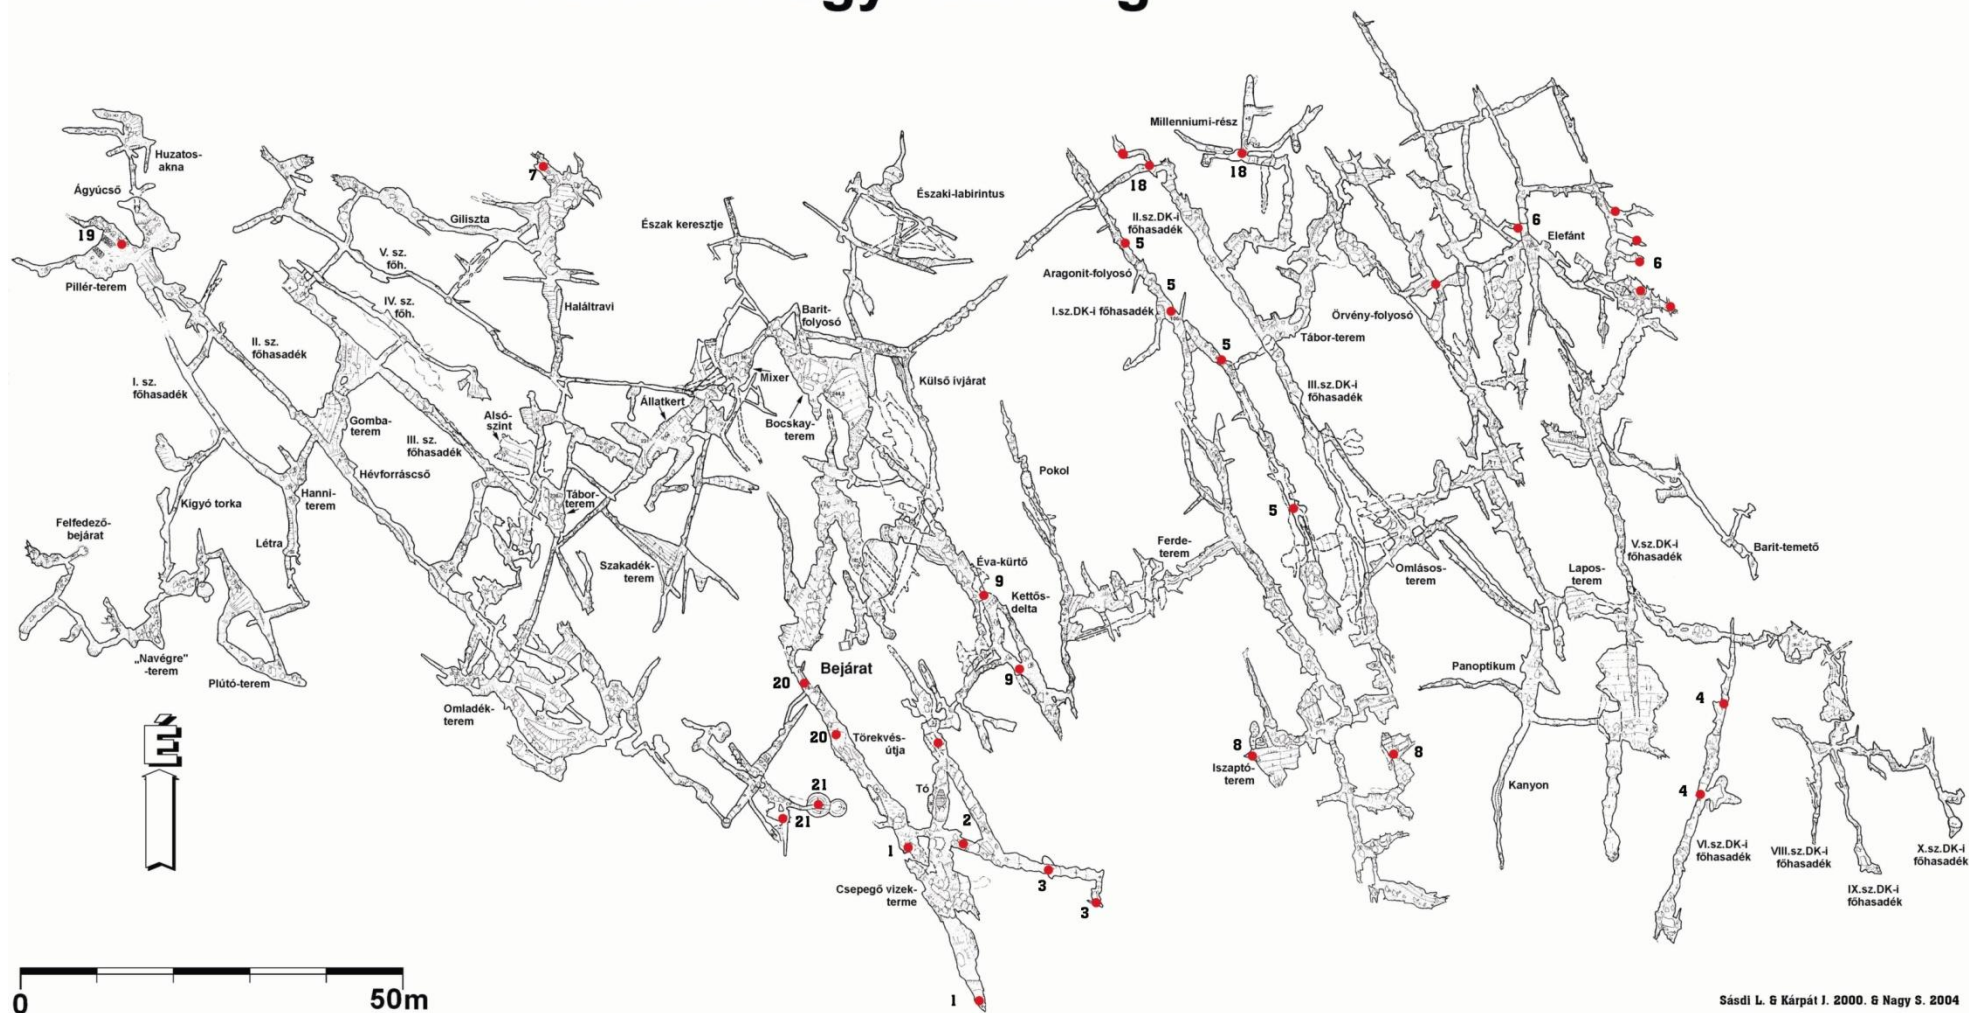 Millenniumi-rész
Huzatos-
akna
Ágyúcső
19
Pillér-terem
7
Giliszta
V. sz.
főh.
IV. sz.
főh.
Haláltravi
Észak keresztje
Északi-labirintus
18
18
II.sz.DK-i
főhasadék
5
Aragonit-folyosó
5
I.sz.DK-i főhasadék
5
6
Elefánt
6
6
Örvény-folyosó
Tábor-terem
Barit-
folyosó
II. sz.
főhasadék
I. sz.
főhasadék
Mixer
Külső ívjárat
III.sz.DK-i
főhasadék
Állatkert
Bocskay-
terem
Alsó-
szint
Gomba-
terem
III. sz.
főhasadék
Hévforráscső
Pokol
Hanni-
terem
Tábor-
terem
Kigyó torka
5
Felfedező-
bejárat
Létra
Szakadék-
terem
Ferde-
terem
V.sz.DK-i
főhasadék
Barit-temető
Éva-kürtő
9
Kettős-
delta
Omlásos-
terem
Lapos-
terem
„Navégre"
-terem
Plútó-terem
Bejárat
20
9
Panoptikum
4
Omladék-
terem
É
20
Törekvés-
útja
8
Iszaptó-
terem
8
Kanyon
Tó
21
21
4
2
1
3
3
Csepegő vizek-
terme
VI.sz.DK-i
főhasadék
VIII.sz.DK-i
főhasadék
X.sz.DK-i
főhasadék
IX.sz.DK-i
főhasadék
1
0
50m
Sásdi L. & Kárpát J. 2000. & Nagy S. 2004